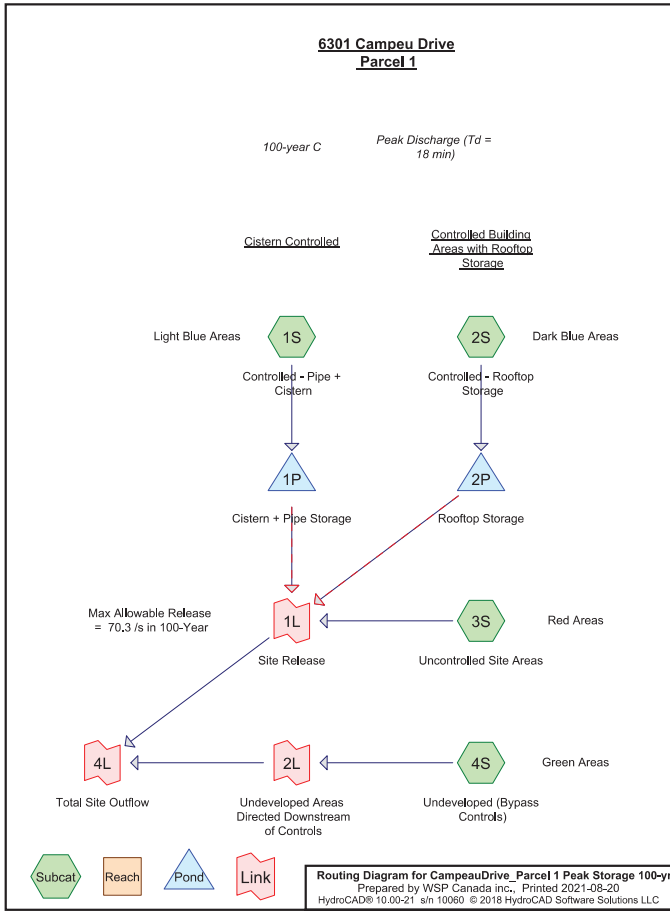 6301 Campeu Drive
Parcel 1
100-year C
Peak Discharge (Td =
18 min)
Cistern Controlled
Controlled Building
Areas with Rooftop
Storage
Light Blue Areas
1S
2S
Dark Blue Areas
Controlled - Pipe +
Cistern
Controlled - Rooftop
Storage
1P
2P
Cistern + Pipe Storage
Rooftop Storage
Max Allowable Release
= 70.3 /s in 100-Year
1L
3S
Red Areas
Site Release
Uncontrolled Site Areas
4L
2L
4S
Green Areas
Total Site Outflow
Undeveloped Areas
Directed Downstream
of Controls
Undeveloped (Bypass
Controls)
Subcat
Reach
Pond
Link
Routing Diagram for CampeauDrive_Parcel 1 Peak Storage 100-yr
Prepared by WSP Canada inc., Printed 2021-08-20
HydroCAD® 10.00-21 s/n 10060 © 2018 HydroCAD Software Solutions LLC